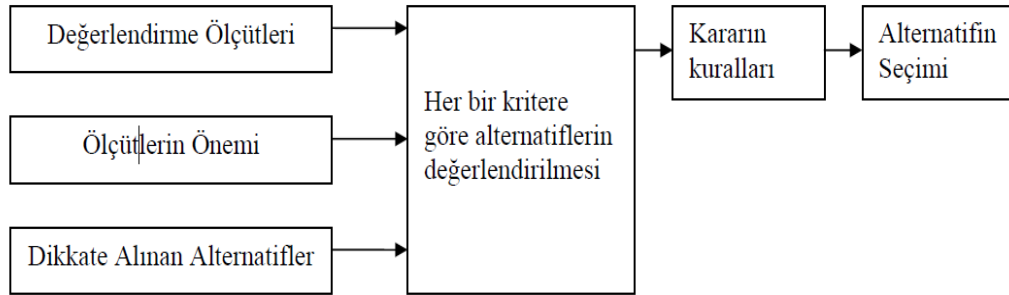 Değerlendirme Ölçütleri
Ölçütlerin Önemi
Dikkate Alınan Alternatifler
Her bir kritere
göre alternatiflerin
değerlendirilmesi
Kararın
kuralları
Alternatifin
Seçimi